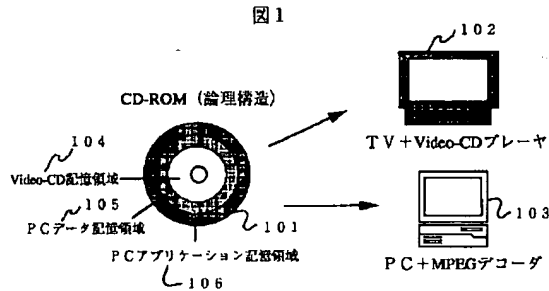 図1
102
CD-ROM（論理構造）
104
TV＋Video-CDプレーヤ
Video-CD記憶領域
105
PCデータ記憶領域
101
103
PCアプリケーション記憶領域
106
PC＋MPEGデコーダ